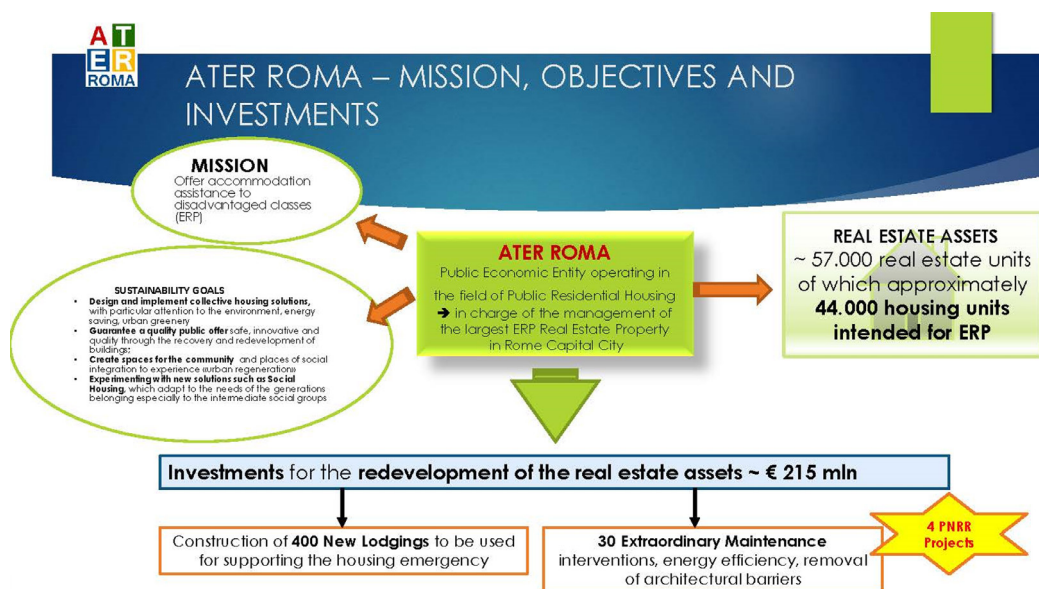 A T
E R
ROMA
ATER ROMA – MISSION, OBJECTIVES AND
INVESTMENTS
MISSION
Offer accommodation
assistance to
disadvantaged classes
(ERP)
SUSTAINABILITY GOALS
• Design and implement collective housing solutions,
with particular attention to the environment, energy
saving, urban greenery
• Guarantee a quality public offer safe, innovative and
quality through the recovery and redevelopment of
buildings;
• Create spaces for the community and places of social
integration to experience «urban regenerations»
• Experimenting with new solutions such as Social
Housing, which adapt to the needs of the generations
belonging especially to the intermediate social groups
ATER ROMA
Public Economic Entity operating in
the field of Public Residential Housing
➔ in charge of the management of
the largest ERP Real Estate Property
in Rome Capital City
REAL ESTATE ASSETS
~ 57.000 real estate units
of which approximately
44.000 housing units
intended for ERP
Investments for the redevelopment of the real estate assets ~ € 215 mln
Construction of 400 New Lodgings to be used
for supporting the housing emergency
30 Extraordinary Maintenance
interventions, energy efficiency, removal
of architectural barriers
4 PNRR
Projects